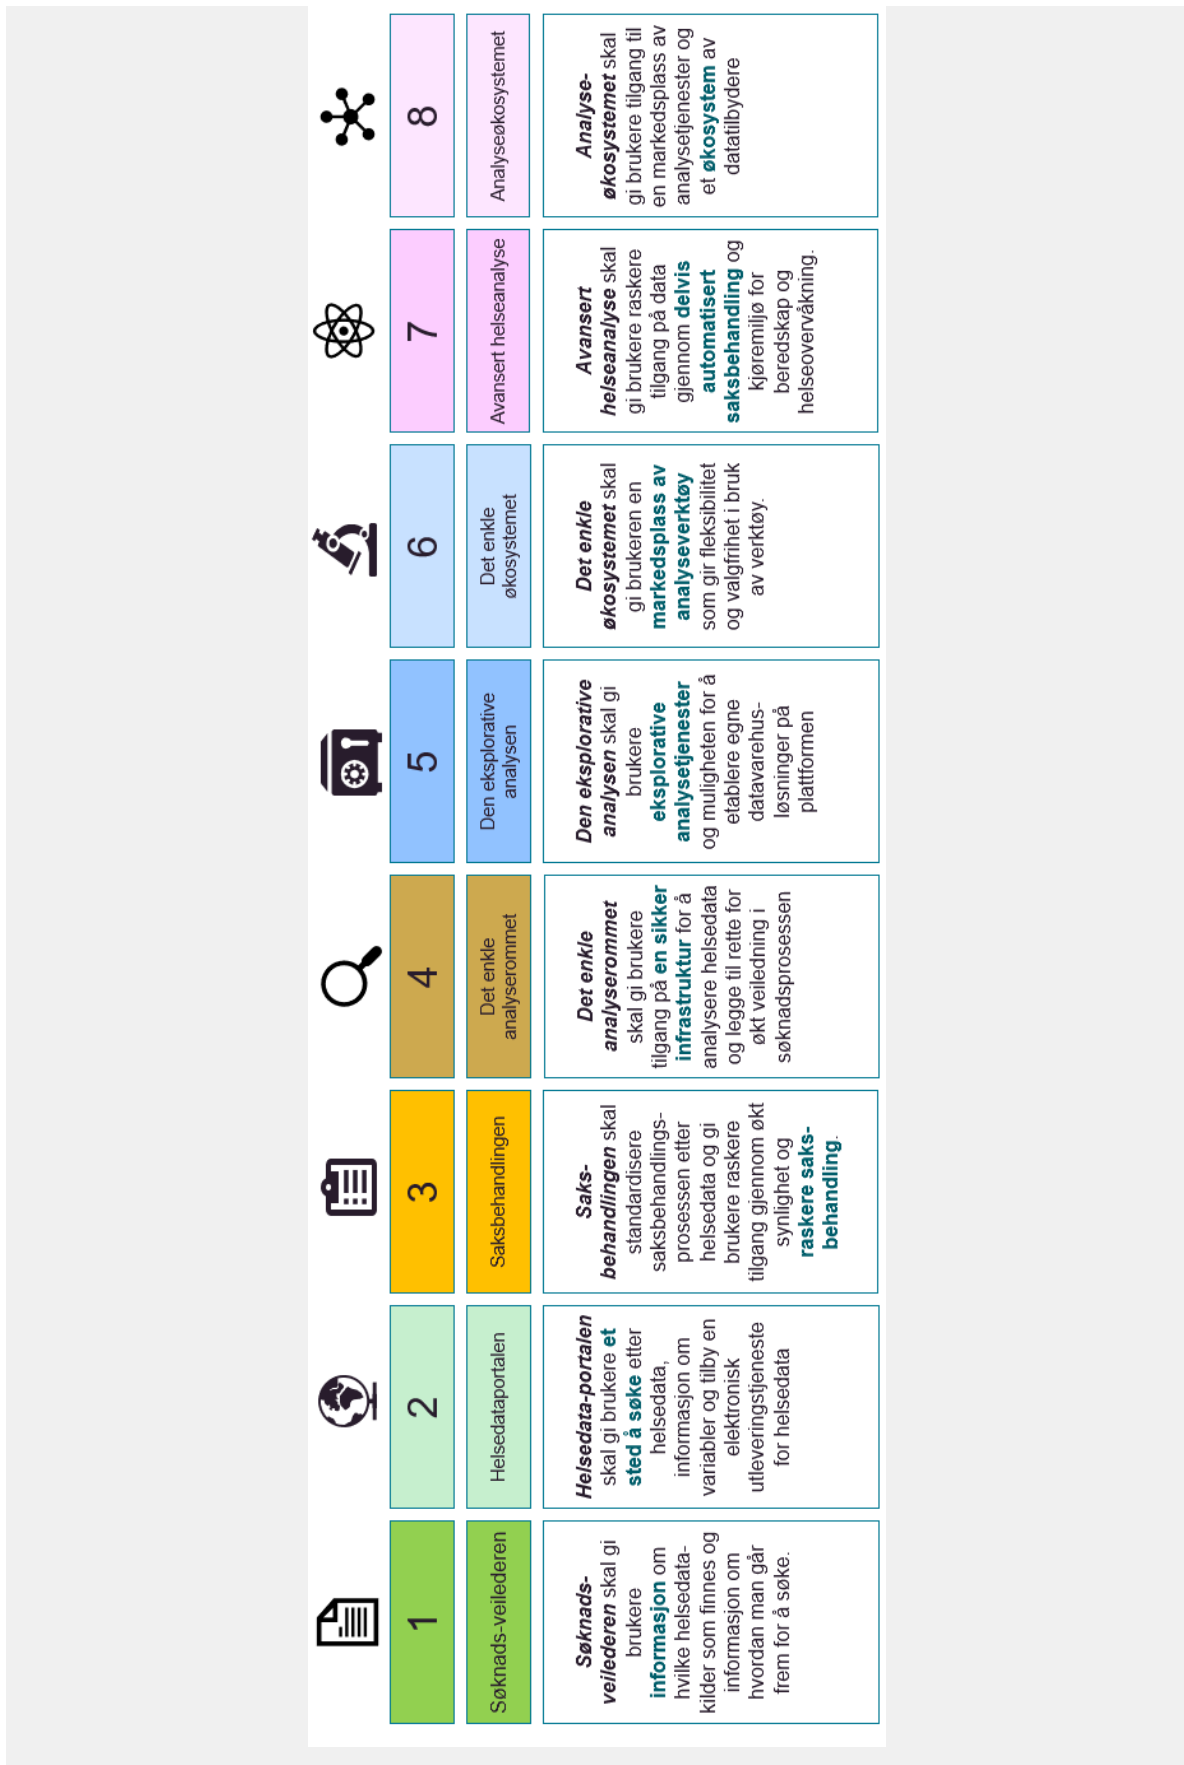 1
Søknads-veilederen
Søknads-
veilederen skal gi
brukere
informasjon om
hvilke helsedata-
kilder som finnes og
informasjon om
hvordan man går
frem for å søke.
2
Helsedataportalen
Helsedata-portalen
skal gi brukere et
sted å søke etter
helsedata,
informasjon om
variabler og tilby en
elektronisk
utleveringstjeneste
for helsedata
3
Saksbehandlingen
Saks-
behandlingen skal
standardisere
saksbehandlings-
prosessen etter
helsedata og gi
brukere raskere
tilgang gjennom økt
synlighet og
raskere saks-
behandling.
4
Det enkle
analyserommet
Det enkle
analyserommet
skal gi brukere
tilgang på en sikker
infrastruktur for å
analysere helsedata
og legge til rette for
økt veiledning i
søknadsprosessen
5
Den eksplorative
analysen
Den eksplorative
analysen skal gi
brukere
eksplorative
analysetjenester
og muligheten for å
etablere egne
datavarehus-
løsninger på
plattformen
6
Det enkle
økosystemet
Det enkle
økosystemet skal
gi brukeren en
markedsplass av
analyseverktøy
som gir fleksibilitet
og valgfrihet i bruk
av verktøy.
7
Avansert helseanalyse
Avansert
helseanalyse skal
gi brukere raskere
tilgang på data
gjennom delvis
automatisert
saksbehandling og
kjøremiljø for
beredskap og
helseovervåkning.
8
Analyseøkosystemet
Analyse-
økosystemet skal
gi brukere tilgang til
en markedsplass av
analysetjenester og
et økosystem av
datatilbydere